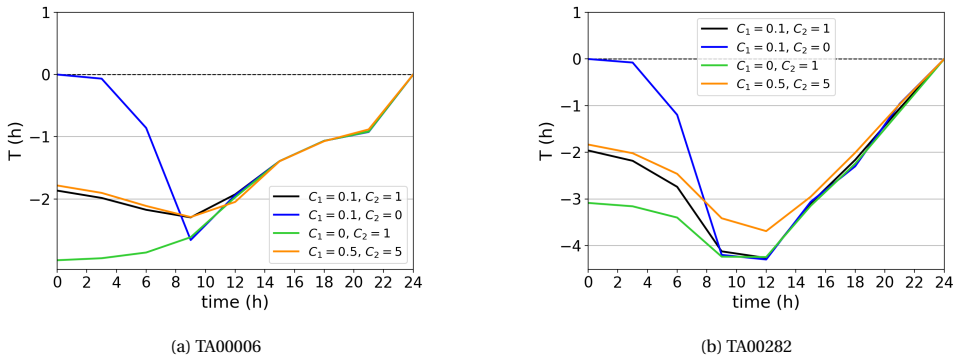 1
0
−1
−2
T (h)
0 2 4 6 8 10 12 14 16 18 20 22 24
time (h)
C₁ = 0.1, C₂ = 1
C₁ = 0.1, C₂ = 0
C₁ = 0, C₂ = 1
C₁ = 0.5, C₂ = 5
(a) TA00006
1
0
−1
−2
−3
−4
T (h)
0 2 4 6 8 10 12 14 16 18 20 22 24
time (h)
C₁ = 0.1, C₂ = 1
C₁ = 0.1, C₂ = 0
C₁ = 0, C₂ = 1
C₁ = 0.5, C₂ = 5
(b) TA00282